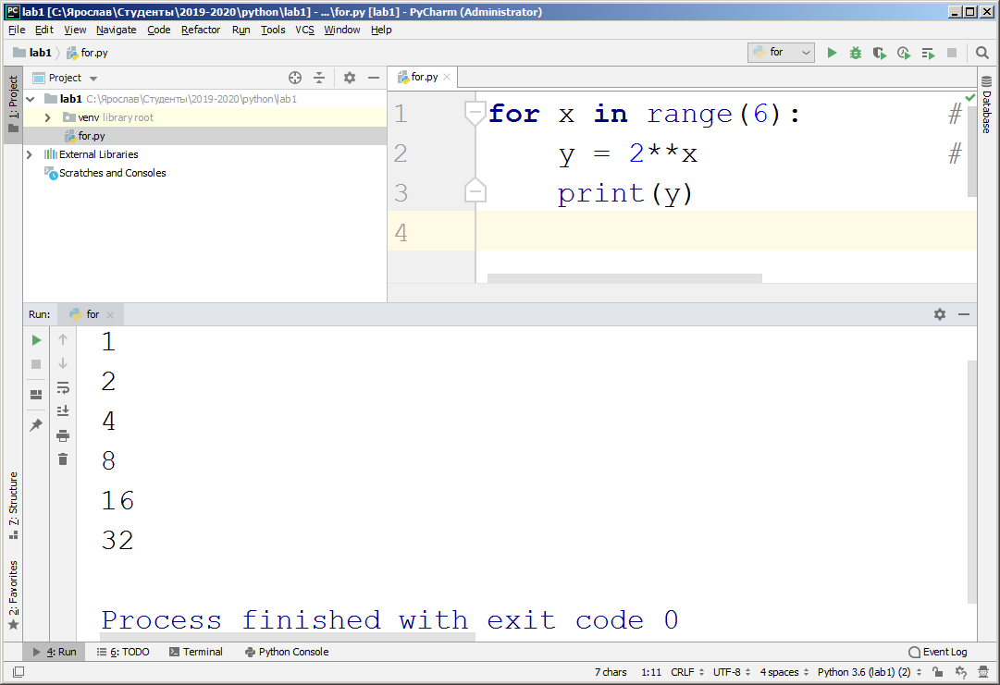 PC lab1 [C:\Ярослав\Студенты\2019-2020\python\lab1] - ...\for.py [lab1] - PyCharm (Administrator)
File Edit View Navigate Code Refactor Run Tools VCS Window Help
lab1 for.py for
1: Project
Project
lab1 C:\Ярослав\Студенты\2019-2020\python\lab1
venv library root
for.py
External Libraries
Scratches and Consoles
for.py
1 for x in range(6): #
2 y = 2**x #
3 print(y)
4
Database
Run: for
1
2
4
8
16
32
Process finished with exit code 0
7: Structure
2: Favorites
4: Run 6: TODO Terminal Python Console Event Log
7 chars 1:11 CRLF UTF-8 4 spaces Python 3.6 (lab1) (2)